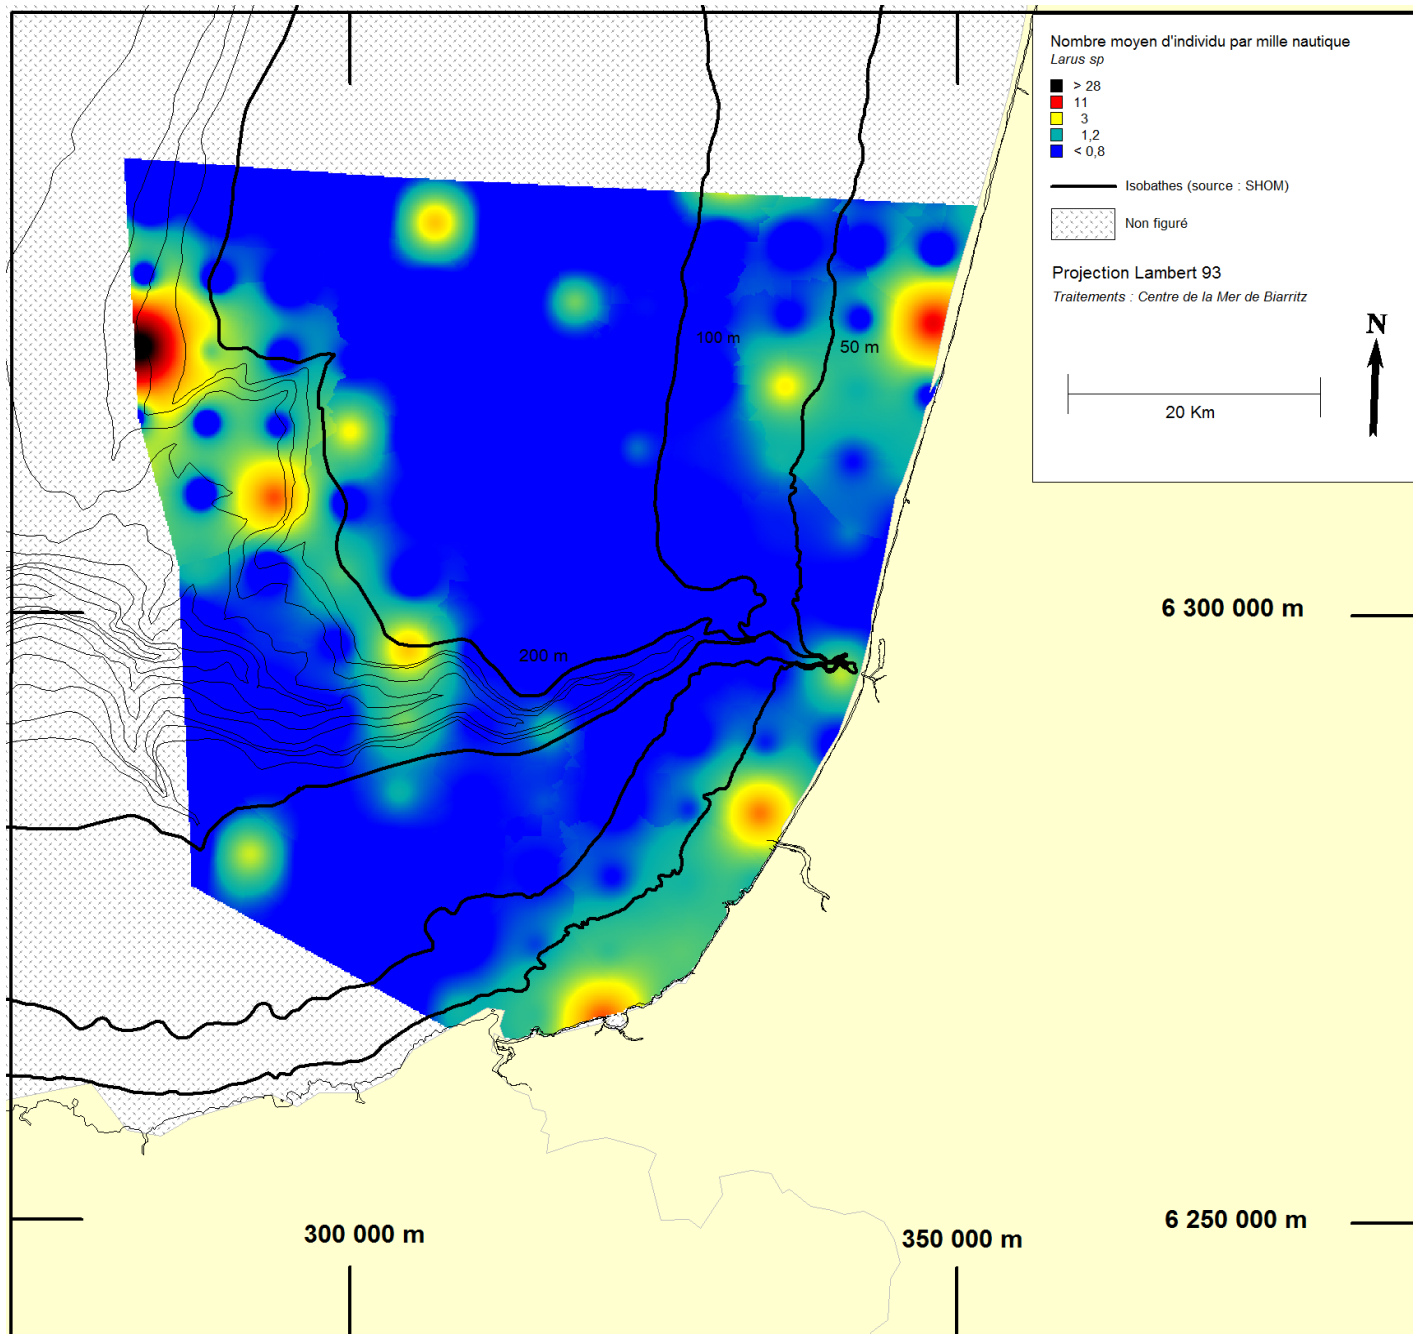 Nombre moyen d'individu par mille nautique
Larus sp
> 28
11
3
1,2
< 0,8
Isobathes (source : SHOM)
Non figuré
Projection Lambert 93
Traitements : Centre de la Mer de Biarritz
N
20 Km
100 m
50 m
200 m
6 300 000 m
6 250 000 m
300 000 m
350 000 m